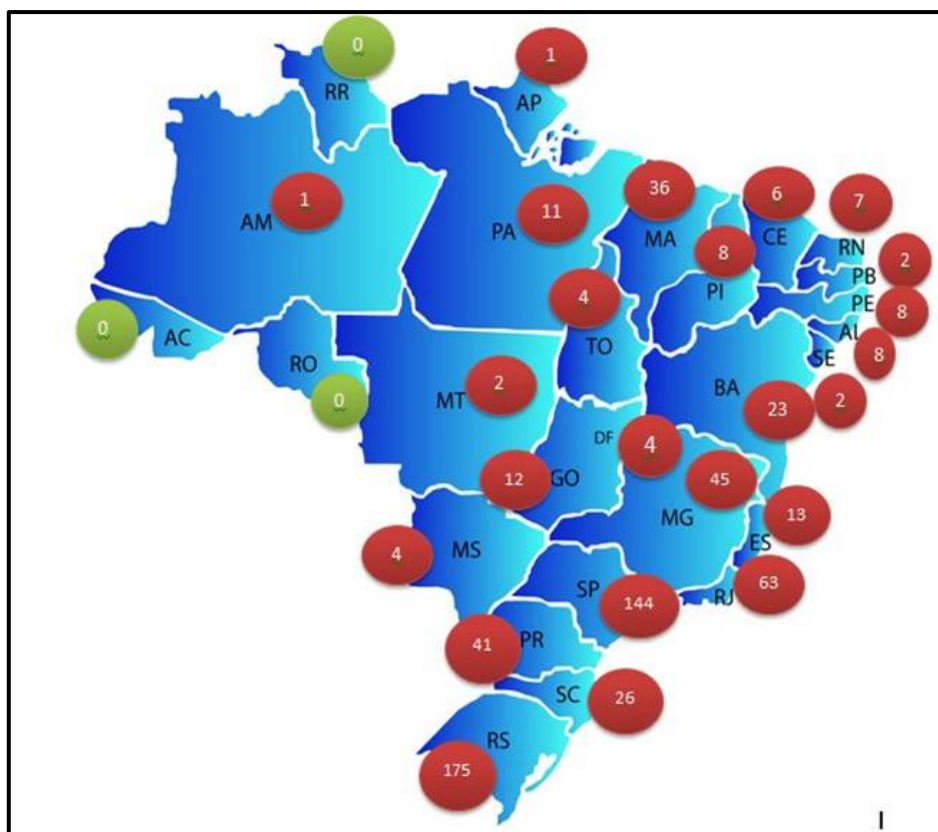 0
1
RR
AP
36
6
7
1
11
AM
PA
MA
CE
RN
2
8
PB
PI
PE
4
8
0
AC
AL
TO
SE
8
RO
BA
2
MT
0
23
2
DF
4
12
GO
45
MG
13
MS
ES
4
SP
63
RJ
144
41
PR
SC
26
RS
175
I